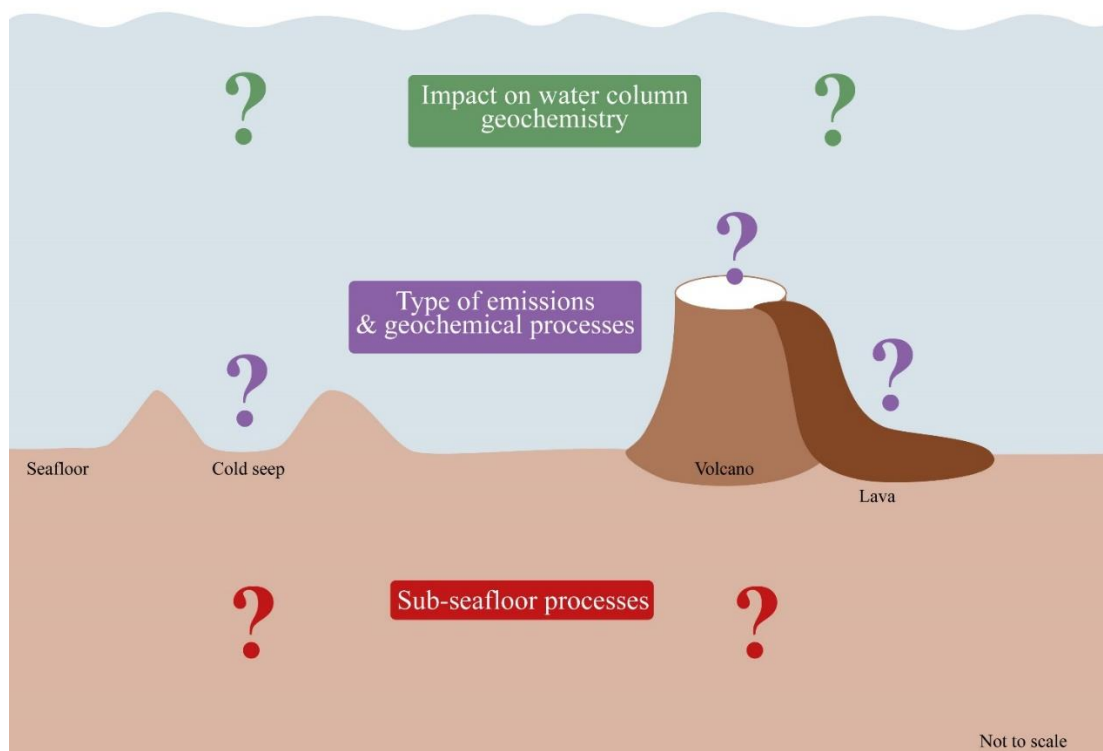 ?
Impact on water column
geochemistry
?
?
Type of emissions
& geochemical processes
?
?
Seafloor
Cold seep
Volcano
Lava
?
Sub-seafloor processes
?
Not to scale